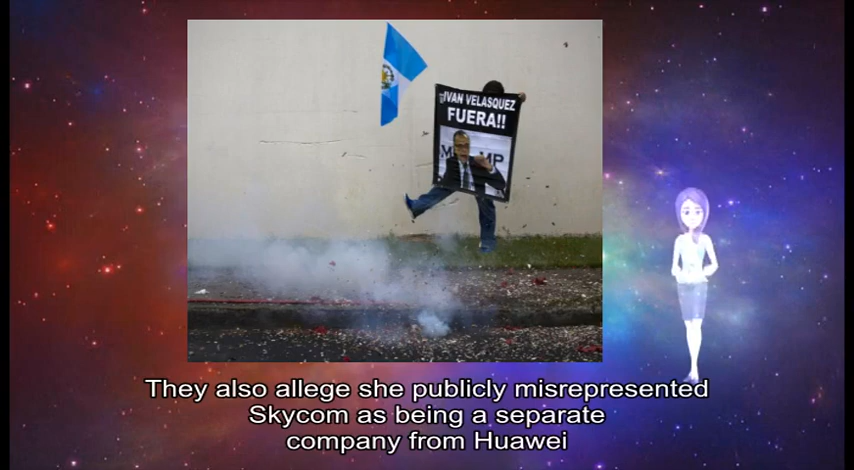 ¡IVAN VELASQUEZ
FUERA!!
MP
They also allege she publicly misrepresented
Skycom as being a separate
company from Huawei